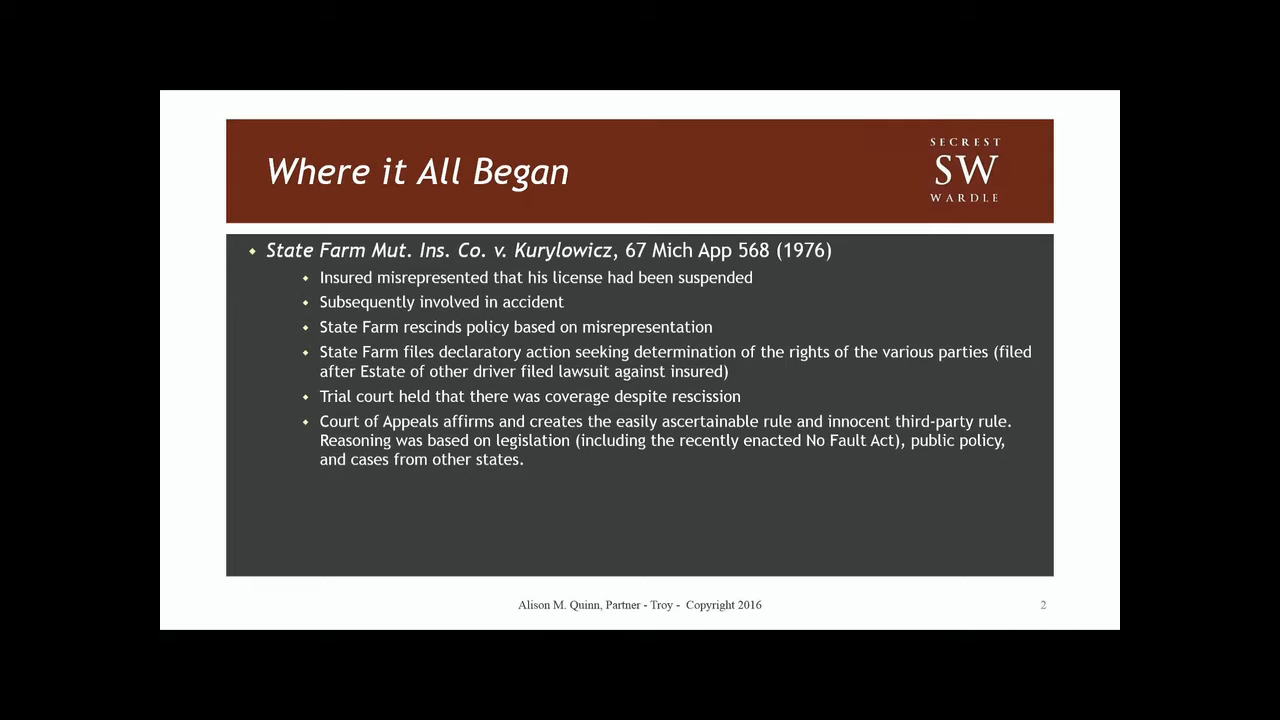 Where it All Began
SECREST
SW
WARDLE
State Farm Mut. Ins. Co. v. Kurylowicz, 67 Mich App 568 (1976)
Insured misrepresented that his license had been suspended
Subsequently involved in accident
State Farm rescinds policy based on misrepresentation
State Farm files declaratory action seeking determination of the rights of the various parties (filed
after Estate of other driver filed lawsuit against insured)
Trial court held that there was coverage despite rescission
Court of Appeals affirms and creates the easily ascertainable rule and innocent third-party rule.
Reasoning was based on legislation (including the recently enacted No Fault Act), public policy,
and cases from other states.
Alison M. Quinn, Partner - Troy - Copyright 2016
2